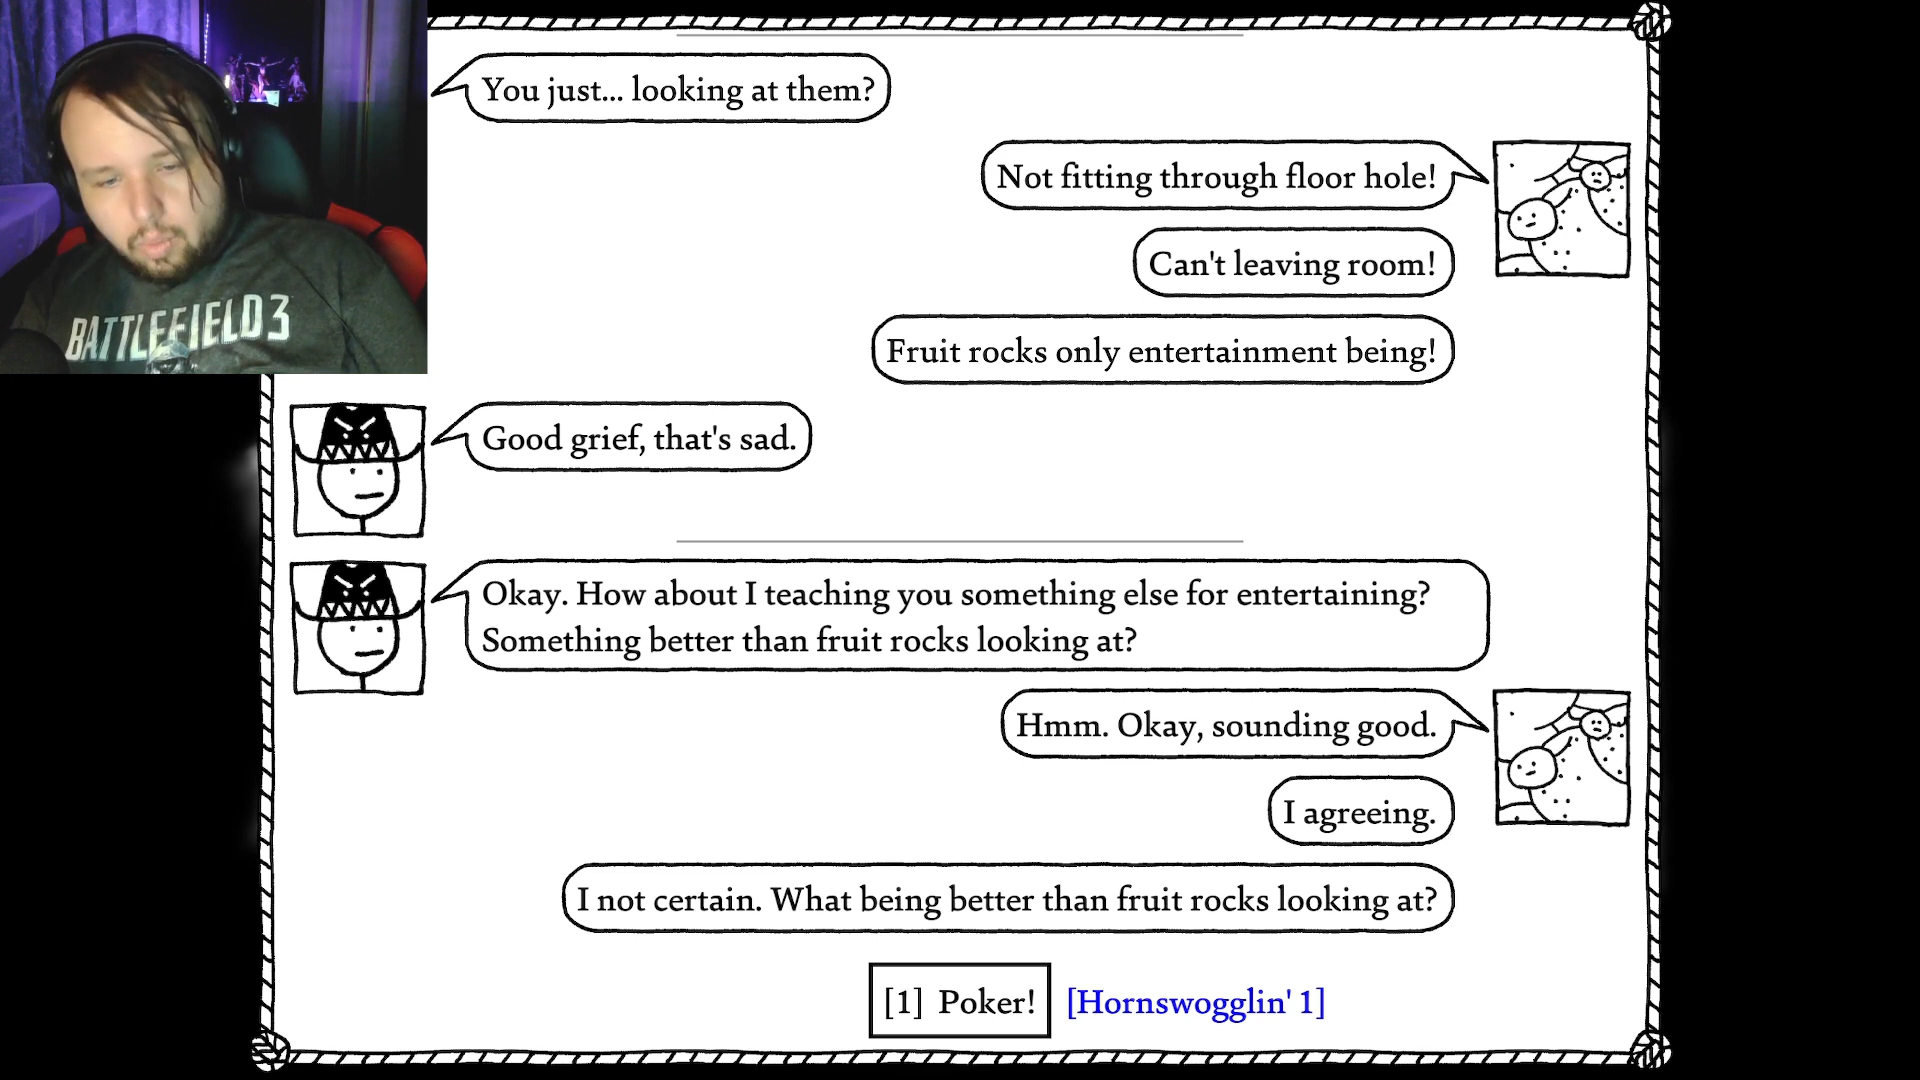 You just... looking at them?
Not fitting through floor hole!
Can't leaving room!
Fruit rocks only entertainment being!
BATTLEFIELD 3
Good grief, that's sad.
Okay. How about I teaching you something else for entertaining?
Something better than fruit rocks looking at?
Hmm. Okay, sounding good.
I agreeing.
I not certain. What being better than fruit rocks looking at?
[1] Poker! [Hornswogglin' 1]